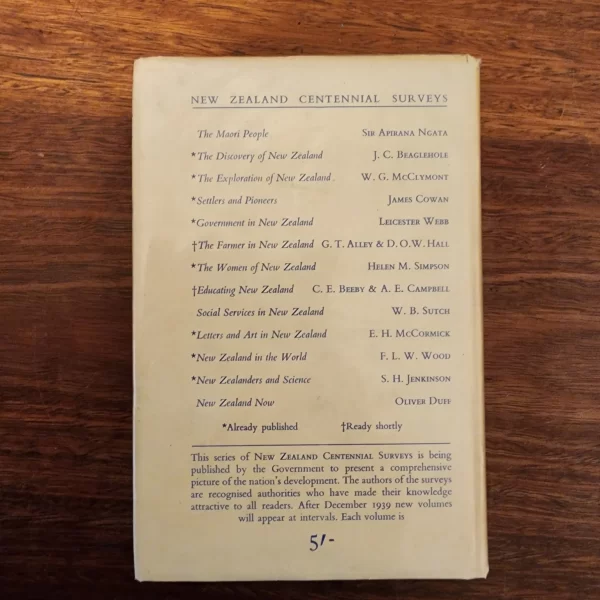 NEW ZEALAND CENTENNIAL SURVEYS
The Maori People SIR APIRANA NGATA
*The Discovery of New Zealand J. C. BEAGLEHOLE
*The Exploration of New Zealand. W. G. MCCLYMONT
*Settlers and Pioneers JAMES COWAN
*Government in New Zealand LEICESTER WEBB
†The Farmer in New Zealand G. T. ALLEY & D.O.W. HALL
*The Women of New Zealand HELEN M. SIMPSON
†Educating New Zealand C. E. BEEBY & A. E. CAMPBELL
Social Services in New Zealand W. B. SUTCH
*Letters and Art in New Zealand E. H. MCCORMICK
*New Zealand in the World F. L. W. WOOD
*New Zealanders and Science S. H. JENKINSON
New Zealand Now OLIVER DUFF
*Already published †Ready shortly
This series of NEW ZEALAND CENTENNIAL SURVEYS is being
published by the Government to present a comprehensive
picture of the nation's development. The authors of the surveys
are recognised authorities who have made their knowledge
attractive to all readers. After December 1939 new volumes
will appear at intervals. Each volume is
5/-